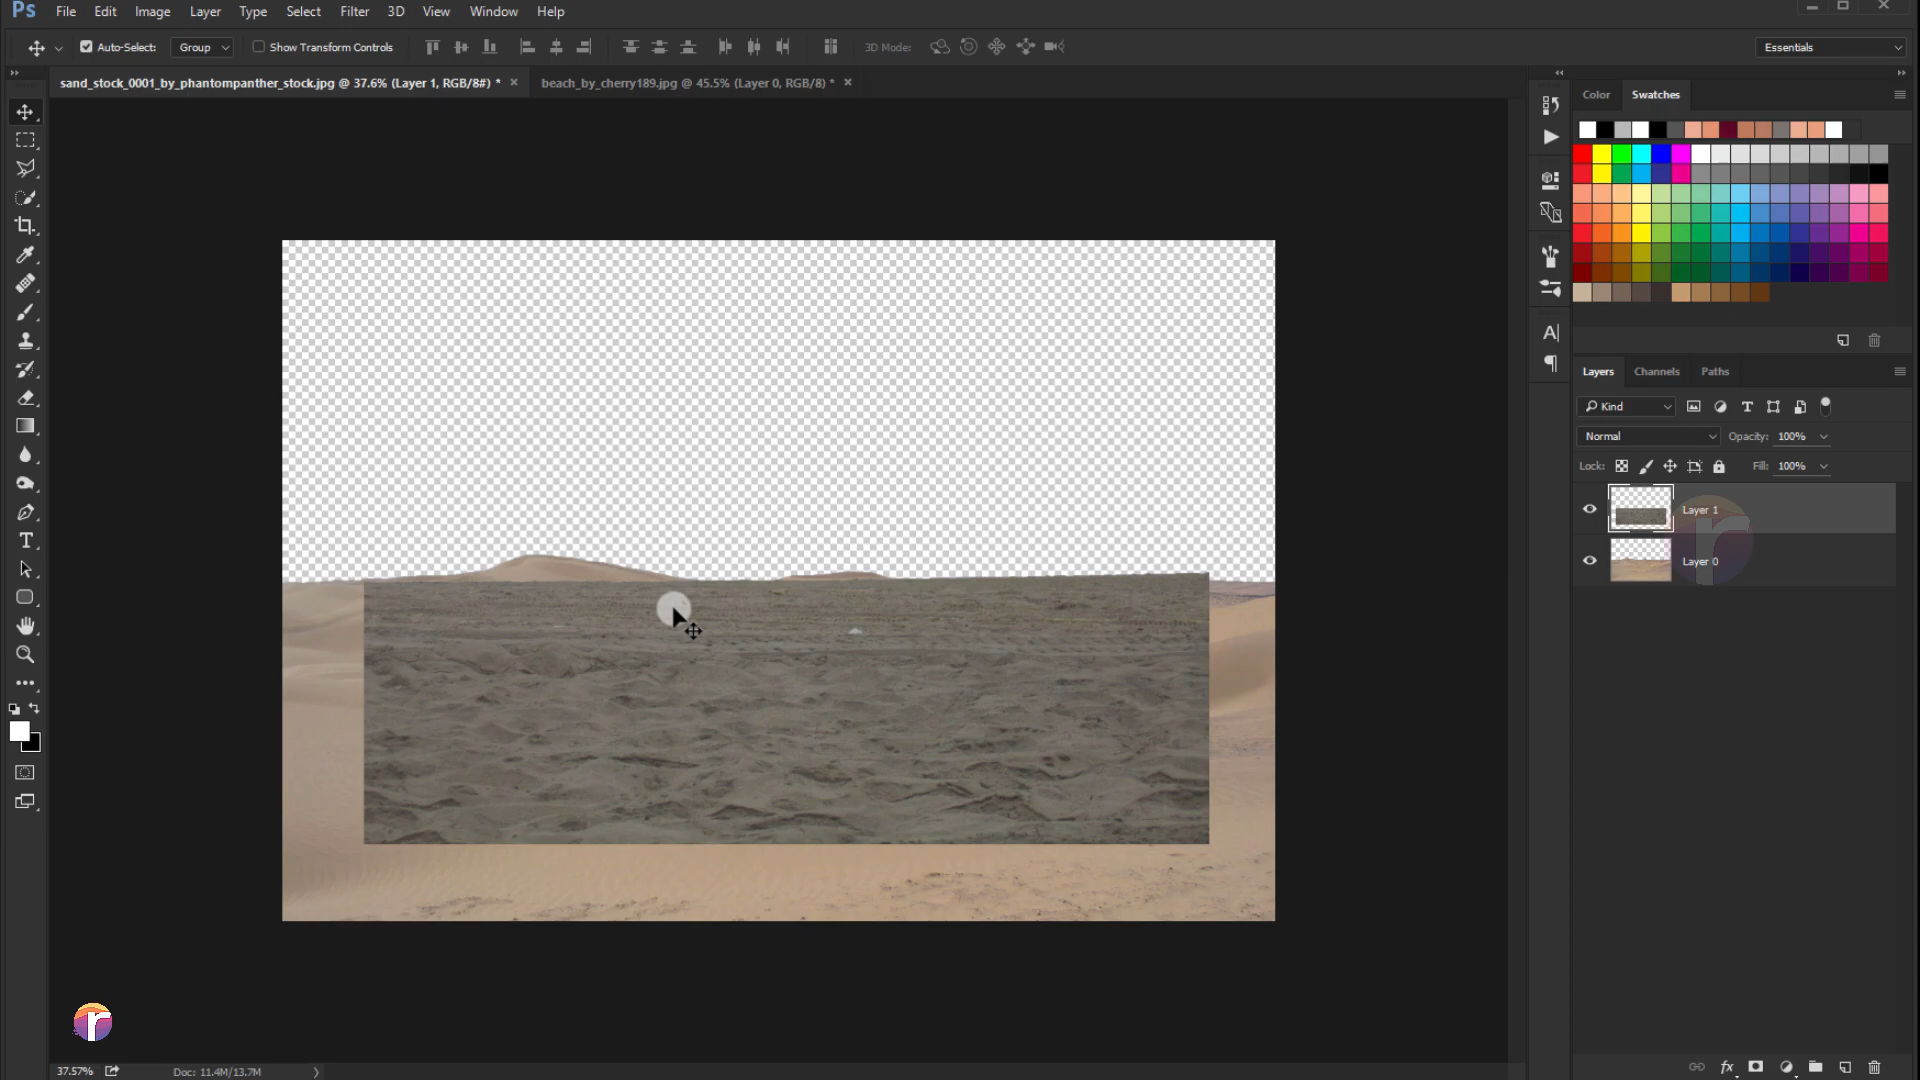 Ps File Edit Image Layer Type Select Filter 3D View Window Help
Auto-Select: Group Show Transform Controls 3D Mode: Essentials
sand_stock_0001_by_phantompanther_stock.jpg @ 37.6% (Layer 1, RGB/8#) * × beach_by_cherry189.jpg @ 45.5% (Layer 0, RGB/8) * ×
Color Swatches
Layers Channels Paths
Kind
Normal Opacity: 100%
Lock: Fill: 100%
Layer 1
Layer 0
r
37.57% Doc: 11.4M/13.7M
fx